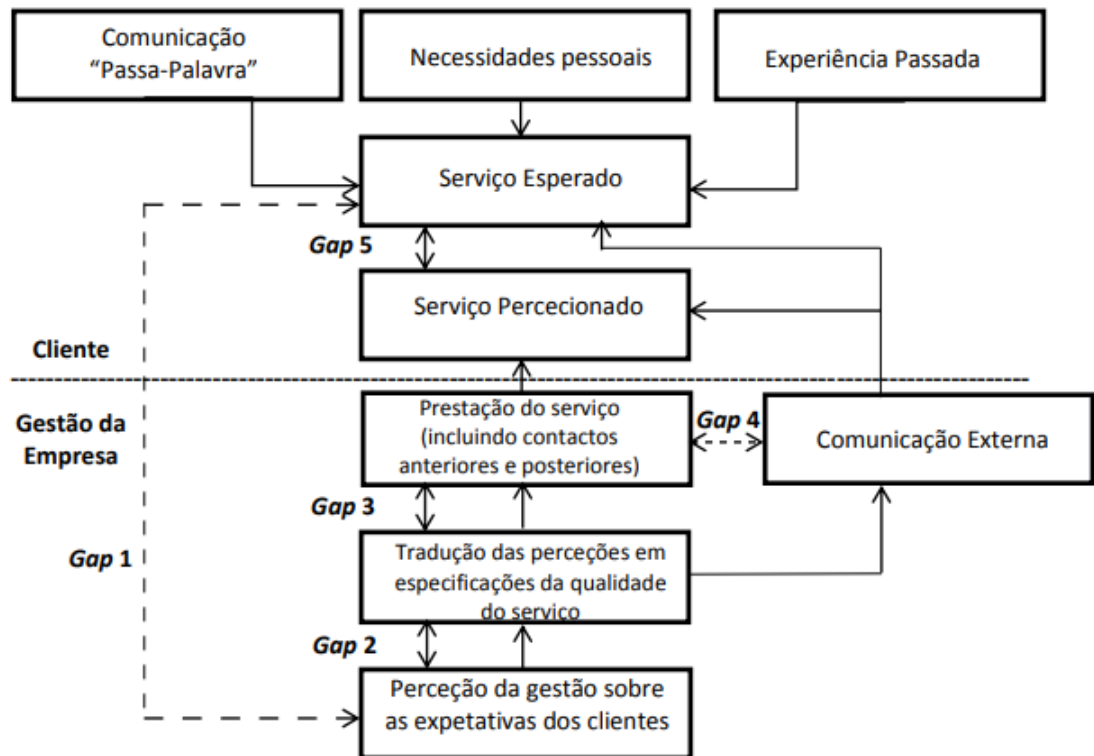 Comunicação
“Passa-Palavra”
Necessidades pessoais
Experiência Passada
Serviço Esperado
Gap 5
Serviço Percecionado
Cliente
Gestão da
Empresa
Prestação do serviço
(incluindo contactos
anteriores e posteriores)
Gap 4
Comunicação Externa
Gap 3
Gap 1
Tradução das perceções em
especificações da qualidade
do serviço
Gap 2
Perceção da gestão sobre
as expetativas dos clientes